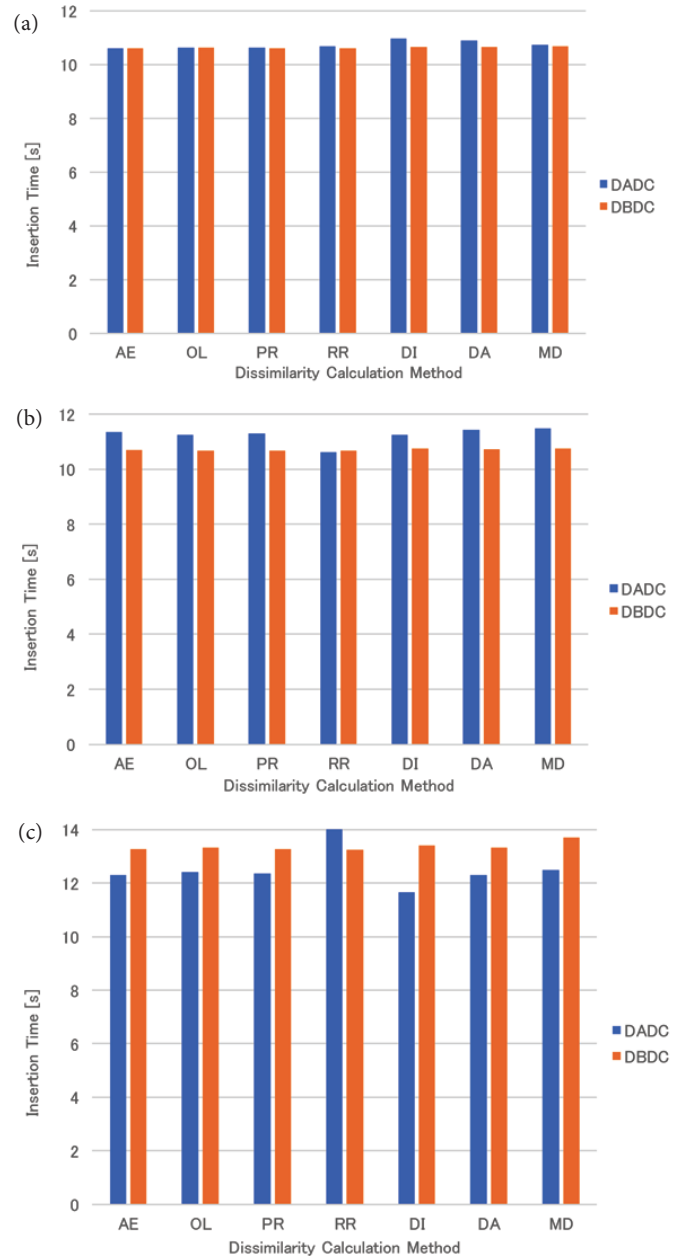 (a)
12
10
8
6
4
2
0
Insertion Time [s]
AE OL PR RR DI DA MD
Dissimilarity Calculation Method
DADC
DBDC
(b)
12
10
8
6
4
2
0
Insertion Time [s]
AE OL PR RR DI DA MD
Dissimilarity Calculation Method
DADC
DBDC
(c)
14
12
10
8
6
4
2
0
Insertion Time [s]
AE OL PR RR DI DA MD
Dissimilarity Calculation Method
DADC
DBDC